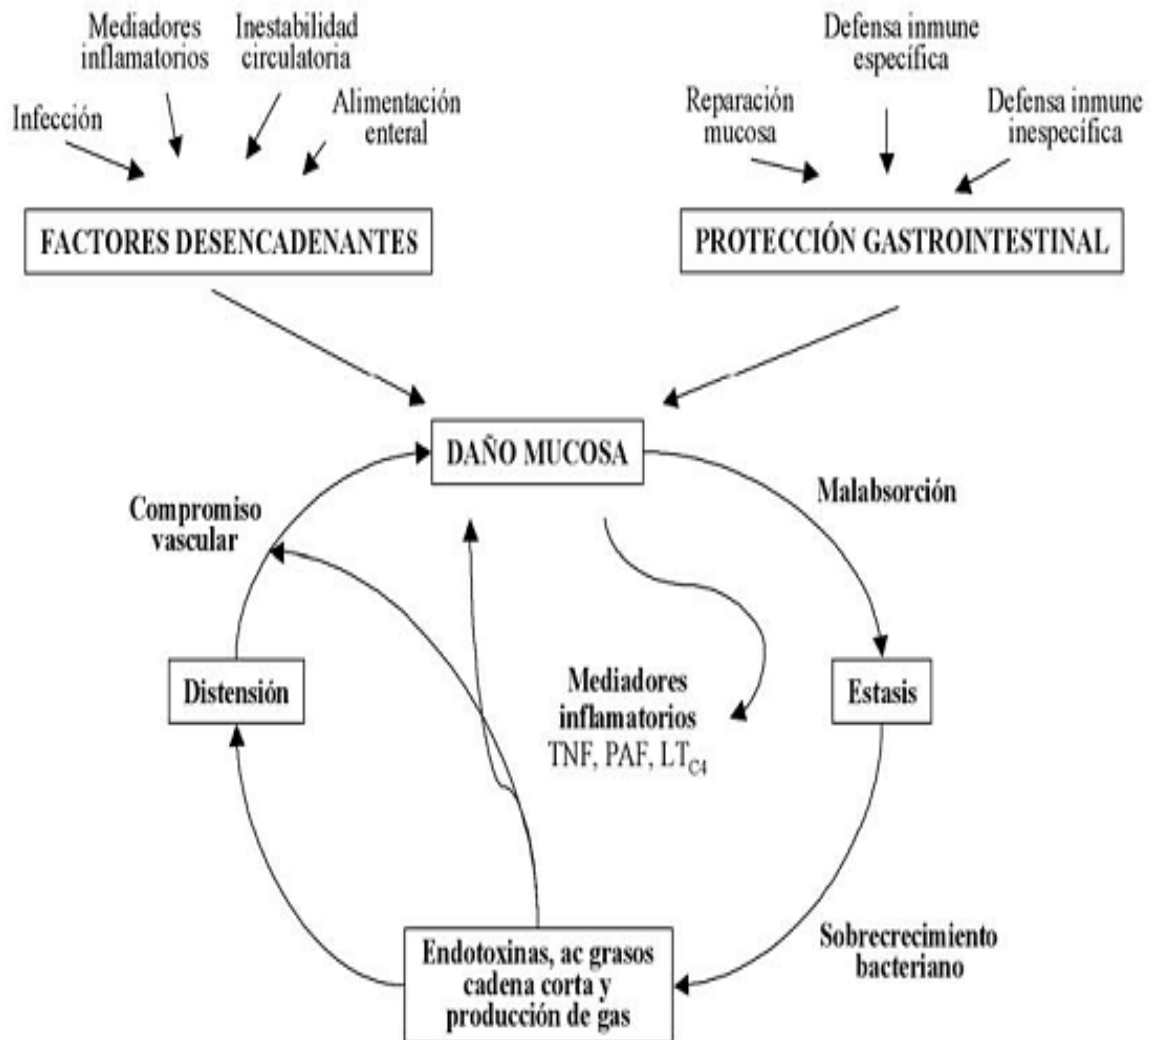 Mediadores
inflamatorios
Inestabilidad
circulatoria
Infección
Alimentación
enteral
Defensa inmune
específica
Reparación
mucosa
Defensa inmune
inespecífica
FACTORES DESENCADENANTES
PROTECCIÓN GASTROINTESTINAL
DAÑO MUCOSA
Malabsorción
Compromiso
vascular
Distensión
Mediadores
inflamatorios
TNF, PAF, LTC4
Estasis
Sobrecrecimiento
bacteriano
Endotoxinas, ac grasos
cadena corta y
producción de gas